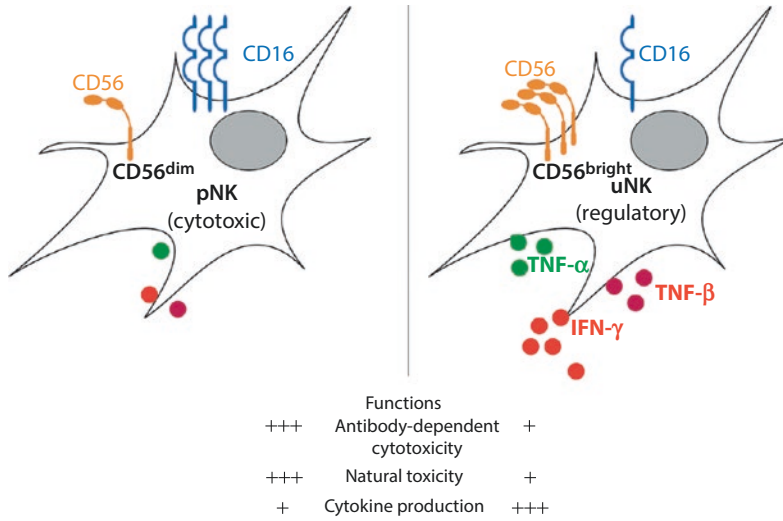 CD56
CD16
CD56dim
pNK
(cytotoxic)
CD56
CD16
CD56bright
uNK
(regulatory)
TNF-α
TNF-β
IFN-γ
Functions
+++ Antibody-dependent +
cytotoxicity
+++ Natural toxicity +
+ Cytokine production +++